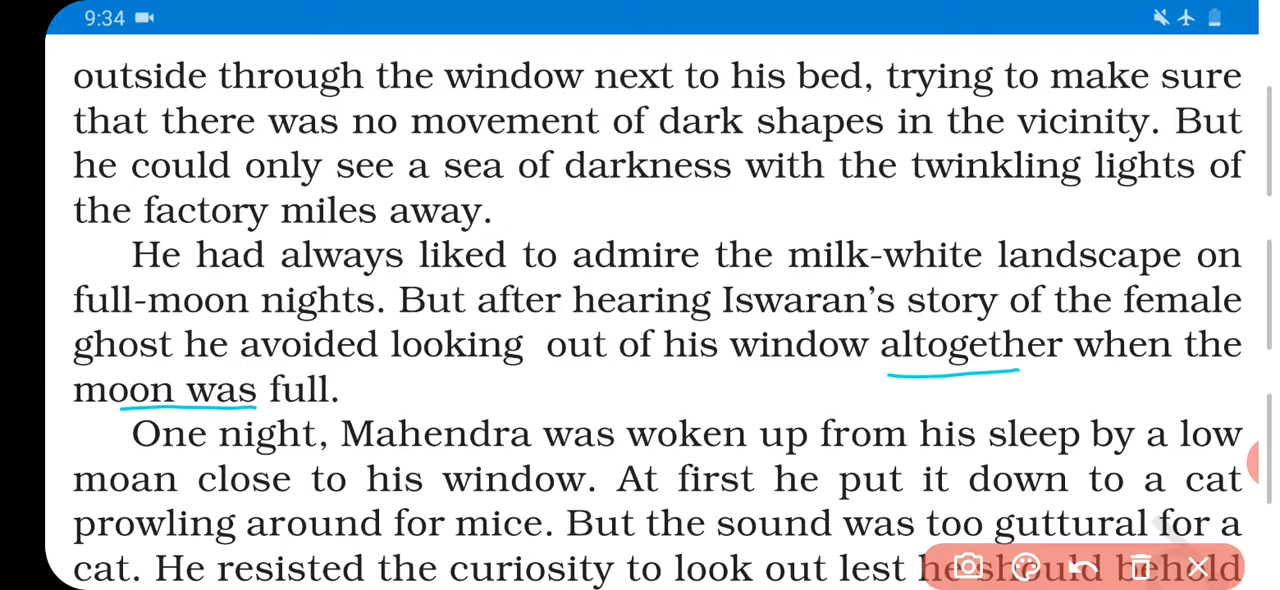 9:34
outside through the window next to his bed, trying to make sure
that there was no movement of dark shapes in the vicinity. But
he could only see a sea of darkness with the twinkling lights of
the factory miles away.
He had always liked to admire the milk-white landscape on
full-moon nights. But after hearing Iswaran's story of the female
ghost he avoided looking out of his window altogether when the
moon was full.
One night, Mahendra was woken up from his sleep by a low
moan close to his window. At first he put it down to a cat
prowling around for mice. But the sound was too guttural for a
cat. He resisted the curiosity to look out lest he should behold